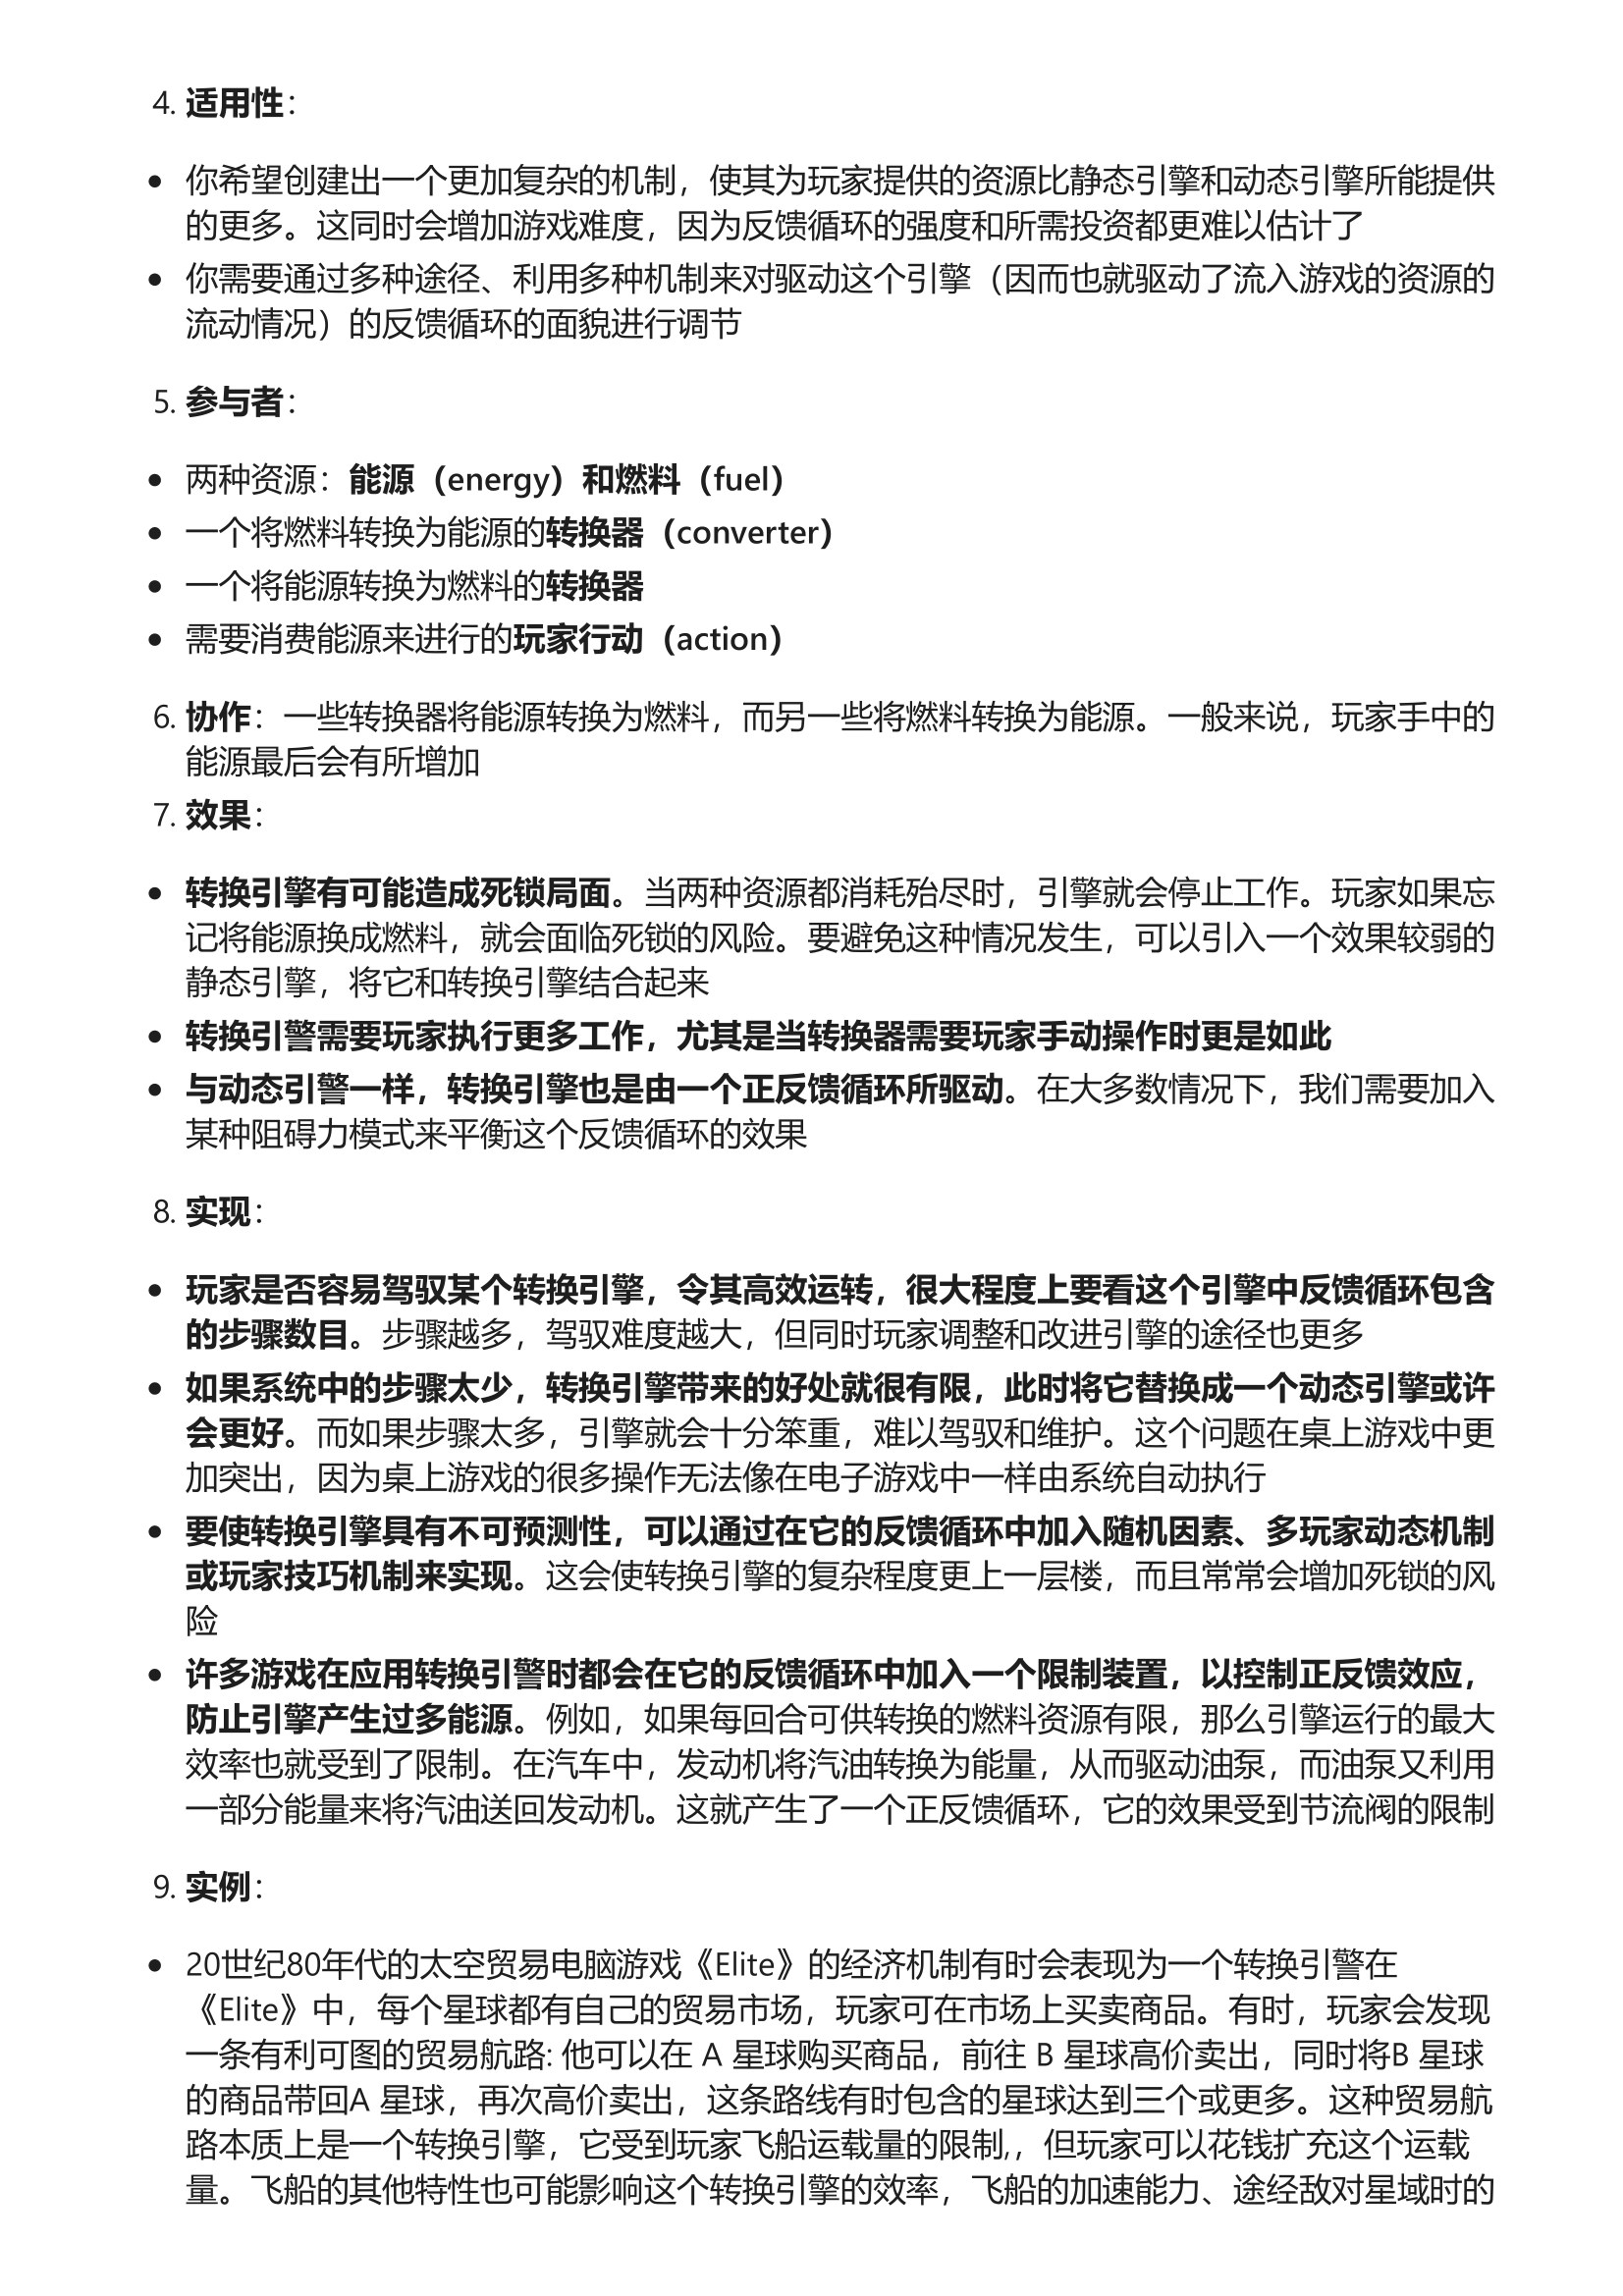 4. 适用性：
• 你希望创建出一个更加复杂的机制，使其为玩家提供的资源比静态引擎和动态引擎所能提供
的更多。这同时会增加游戏难度，因为反馈循环的强度和所需投资都更难以估计了
• 你需要通过多种途径、利用多种机制来对驱动这个引擎（因而也就驱动了流入游戏的资源的
流动情况）的反馈循环的面貌进行调节
5. 参与者：
• 两种资源：能源（energy）和燃料（fuel）
• 一个将燃料转换为能源的转换器（converter）
• 一个将能源转换为燃料的转换器
• 需要消费能源来进行的玩家行动（action）
6. 协作：一些转换器将能源转换为燃料，而另一些将燃料转换为能源。一般来说，玩家手中的
能源最后会有所增加
7. 效果：
• 转换引擎有可能造成死锁局面。当两种资源都消耗殆尽时，引擎就会停止工作。玩家如果忘
记将能源换成燃料，就会面临死锁的风险。要避免这种情况发生，可以引入一个效果较弱的
静态引擎，将它和转换引擎结合起来
• 转换引警需要玩家执行更多工作，尤其是当转换器需要玩家手动操作时更是如此
• 与动态引警一样，转换引擎也是由一个正反馈循环所驱动。在大多数情况下，我们需要加入
某种阻碍力模式来平衡这个反馈循环的效果
8. 实现：
• 玩家是否容易驾驭某个转换引擎，令其高效运转，很大程度上要看这个引擎中反馈循环包含
的步骤数目。步骤越多，驾驭难度越大，但同时玩家调整和改进引擎的途径也更多
• 如果系统中的步骤太少，转换引擎带来的好处就很有限，此时将它替换成一个动态引擎或许
会更好。而如果步骤太多，引擎就会十分笨重，难以驾驭和维护。这个问题在桌上游戏中更
加突出，因为桌上游戏的很多操作无法像在电子游戏中一样由系统自动执行
• 要使转换引擎具有不可预测性，可以通过在它的反馈循环中加入随机因素、多玩家动态机制
或玩家技巧机制来实现。这会使转换引擎的复杂程度更上一层楼，而且常常会增加死锁的风
险
• 许多游戏在应用转换引警时都会在它的反馈循环中加入一个限制装置，以控制正反馈效应，
防止引擎产生过多能源。例如，如果每回合可供转换的燃料资源有限，那么引擎运行的最大
效率也就受到了限制。在汽车中，发动机将汽油转换为能量，从而驱动油泵，而油泵又利用
一部分能量来将汽油送回发动机。这就产生了一个正反馈循环，它的效果受到节流阀的限制
9. 实例：
• 20世纪80年代的太空贸易电脑游戏《Elite》的经济机制有时会表现为一个转换引警在
《Elite》中，每个星球都有自己的贸易市场，玩家可在市场上买卖商品。有时，玩家会发现
一条有利可图的贸易航路: 他可以在 A 星球购买商品，前往 B 星球高价卖出，同时将B 星球
的商品带回A 星球，再次高价卖出，这条路线有时包含的星球达到三个或更多。这种贸易航
路本质上是一个转换引擎，它受到玩家飞船运载量的限制,，但玩家可以花钱扩充这个运载
量。飞船的其他特性也可能影响这个转换引擎的效率，飞船的加速能力、途经敌对星域时的